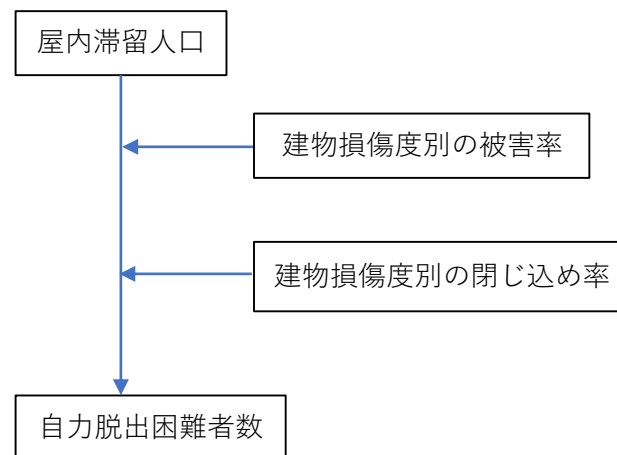 屋内滞留人口
建物損傷度別の被害率
建物損傷度別の閉じ込め率
自力脱出困難者数